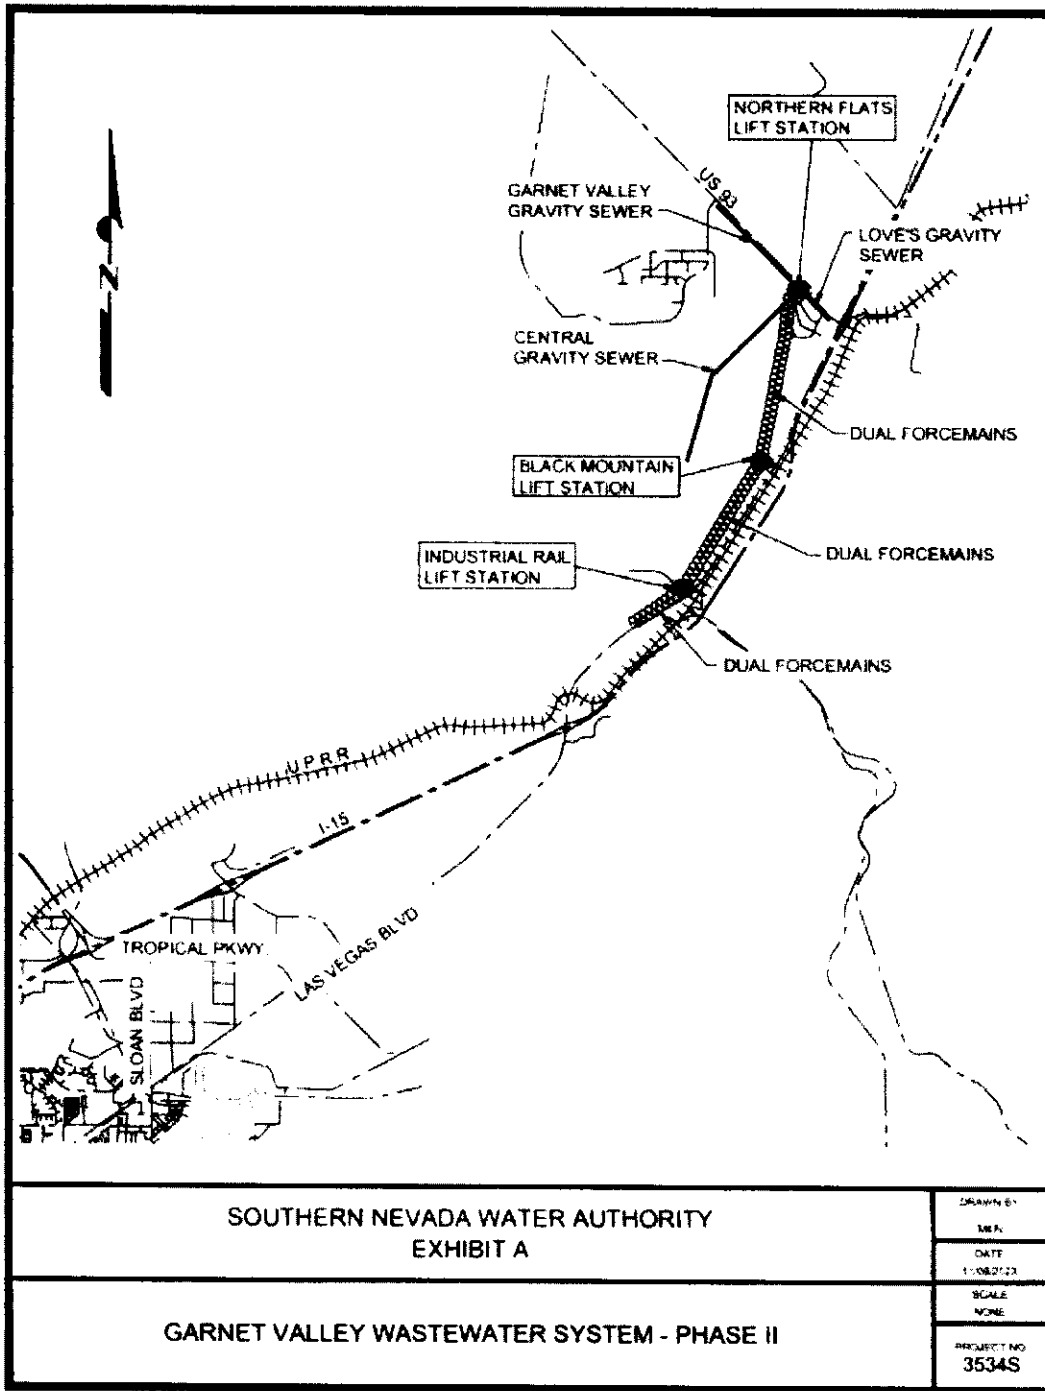 NORTHERN FLATS
LIFT STATION
US 93
GARNET VALLEY
GRAVITY SEWER
LOVE'S GRAVITY
SEWER
N
CENTRAL
GRAVITY SEWER
DUAL FORCEMAINS
BLACK MOUNTAIN
LIFT STATION
DUAL FORCEMAINS
INDUSTRIAL RAIL
LIFT STATION
DUAL FORCEMAINS
UPRR
I-15
TROPICAL PKWY.
LAS VEGAS BLVD
SLOAN BLVD
SOUTHERN NEVADA WATER AUTHORITY
EXHIBIT A
GARNET VALLEY WASTEWATER SYSTEM - PHASE II
DRAWN BY
DATE
SCALE
NONE
PROJECT NO
3534S